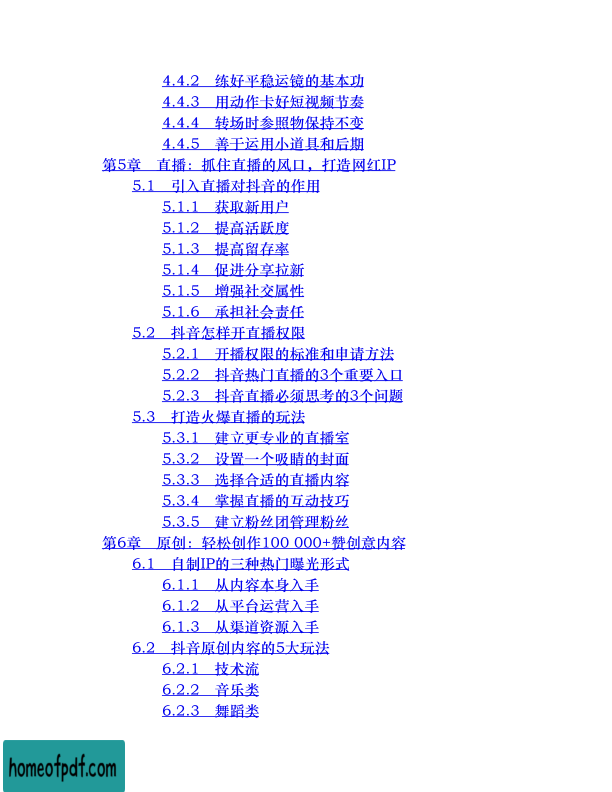 4.4.2 练好平稳运镜的基本功
4.4.3 用动作卡好短视频节奏
4.4.4 转场时参照物保持不变
4.4.5 善于运用小道具和后期
第5章 直播：抓住直播的风口，打造网红IP
5.1 引入直播对抖音的作用
5.1.1 获取新用户
5.1.2 提高活跃度
5.1.3 提高留存率
5.1.4 促进分享拉新
5.1.5 增强社交属性
5.1.6 承担社会责任
5.2 抖音怎样开直播权限
5.2.1 开播权限的标准和申请方法
5.2.2 抖音热门直播的3个重要入口
5.2.3 抖音直播必须思考的3个问题
5.3 打造火爆直播的玩法
5.3.1 建立更专业的直播室
5.3.2 设置一个吸睛的封面
5.3.3 选择合适的直播内容
5.3.4 掌握直播的互动技巧
5.3.5 建立粉丝团管理粉丝
第6章 原创：轻松创作100 000+赞创意内容
6.1 自制IP的三种热门曝光形式
6.1.1 从内容本身入手
6.1.2 从平台运营入手
6.1.3 从渠道资源入手
6.2 抖音原创内容的5大玩法
6.2.1 技术流
6.2.2 音乐类
6.2.3 舞蹈类
homeofpdf.com